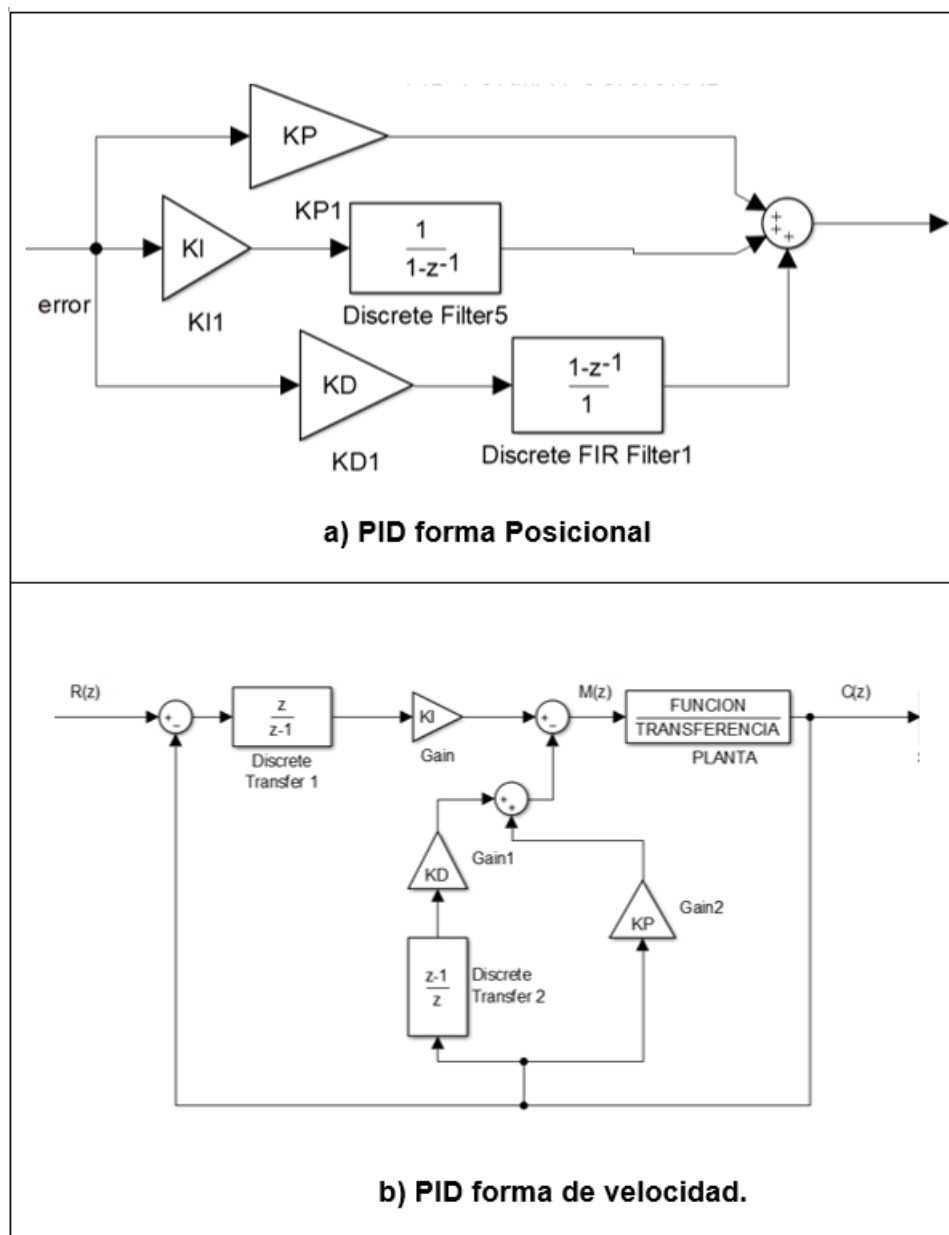 KP
KP1
KI
1
1-z-1
error
KI1
Discrete Filter5
KD
1-z-1
1
KD1
Discrete FIR Filter1
a) PID forma Posicional
R(z)
M(z)
C(z)
z
z-1
KI
FUNCION
TRANSFERENCIA
Discrete
Transfer 1
Gain
PLANTA
KD
Gain1
KP
Gain2
z-1
z
Discrete
Transfer 2
b) PID forma de velocidad.